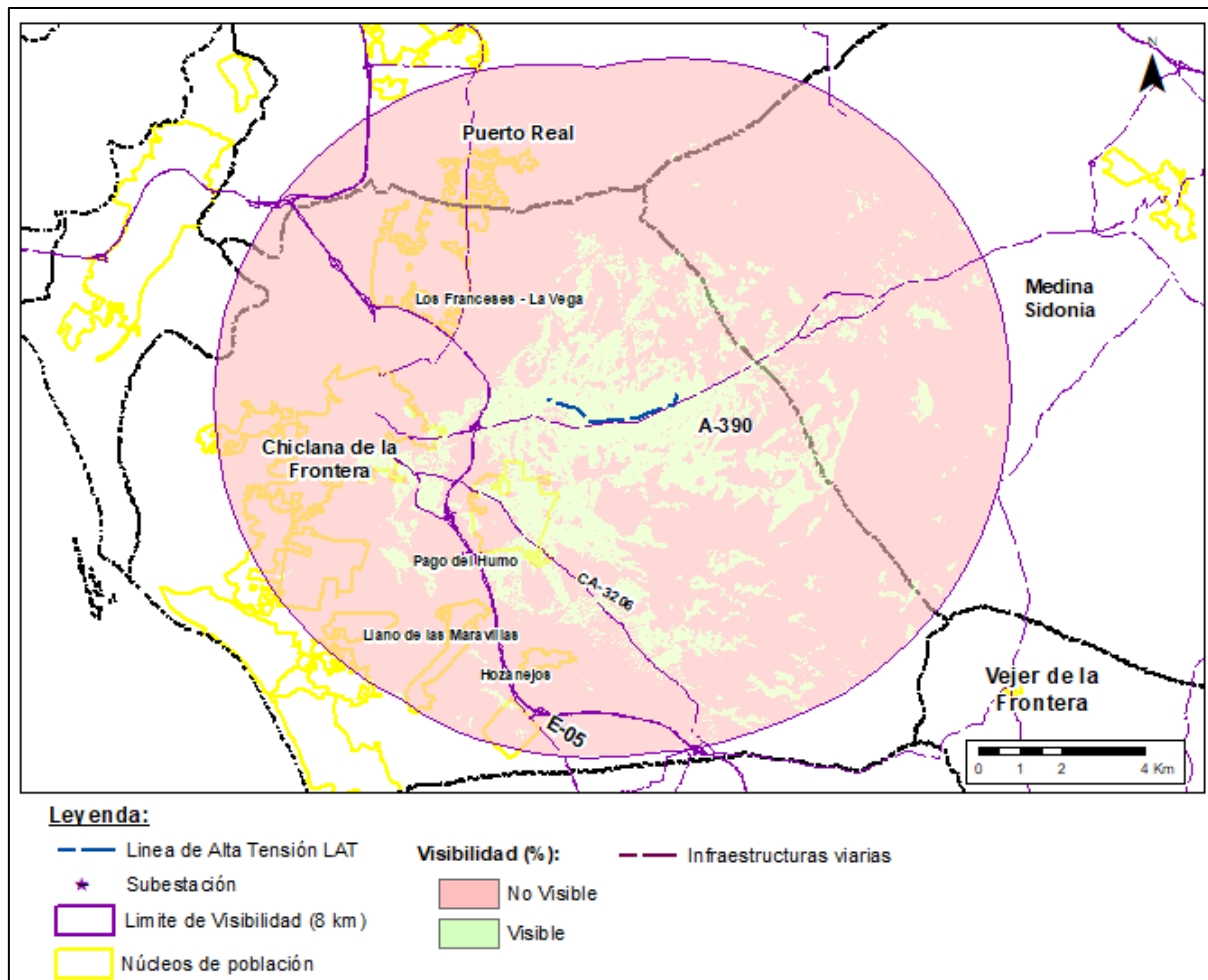 N
Puerto Real
Los Franceses - La Vega
Medina
Sidonia
A-390
Chiclana de la
Frontera
Pago del Humo
CA-3206
Llano de las Maravillas
Hozanejos
E-05
Vejer de la
Frontera
0 1 2 4 Km
Leyenda:
Linea de Alta Tensión LAT
Subestación
Limite de Visibilidad (8 km)
Núcleos de población
Visibilidad (%):
No Visible
Visible
Infraestructuras viarias